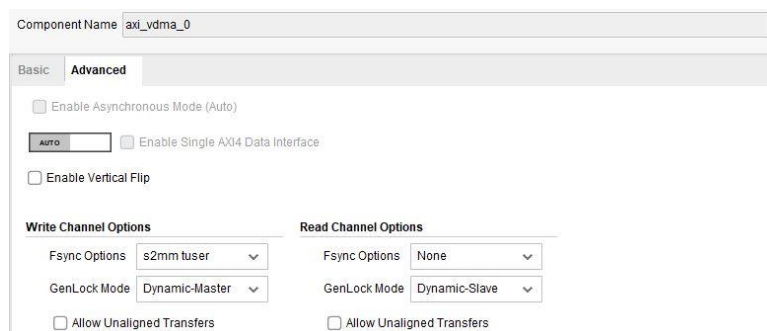 Component Name axi_vdma_0
Basic Advanced
Enable Asynchronous Mode (Auto)
AUTO Enable Single AXI4 Data Interface
Enable Vertical Flip
Write Channel Options Read Channel Options
Fsync Options s2mm tuser Fsync Options None
GenLock Mode Dynamic-Master GenLock Mode Dynamic-Slave
Allow Unaligned Transfers Allow Unaligned Transfers